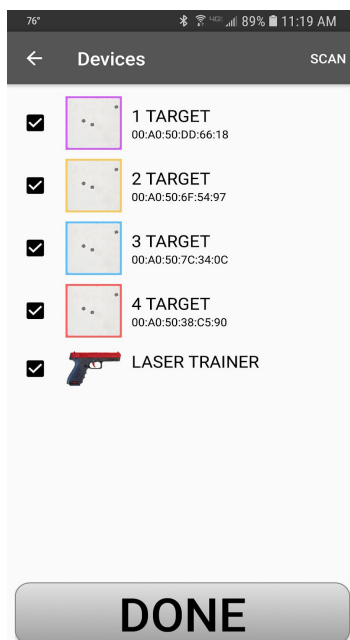 76° 4G 89% 11:19 AM
Devices SCAN
1 TARGET
00:A0:50:DD:66:18
2 TARGET
00:A0:50:6F:54:97
3 TARGET
00:A0:50:7C:34:0C
4 TARGET
00:A0:50:38:C5:90
LASER TRAINER
DONE